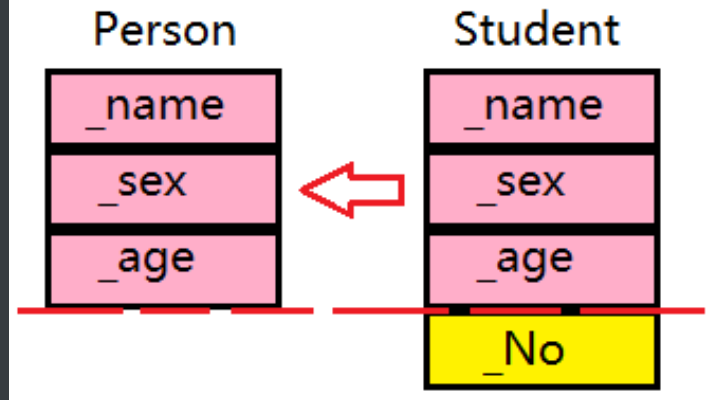 Person
_name
_sex
_age
Student
_name
_sex
_age
_No